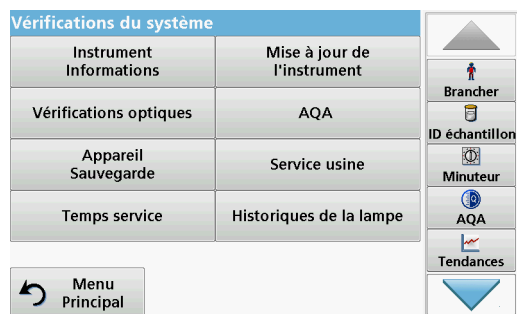 Vérifications du système
Instrument
Informations
Mise à jour de
l'instrument
Vérifications optiques
AQA
Appareil
Sauvegarde
Service usine
Temps service
Historiques de la lampe
Menu
Principal
Brancher
ID échantillon
Minuteur
AQA
Tendances